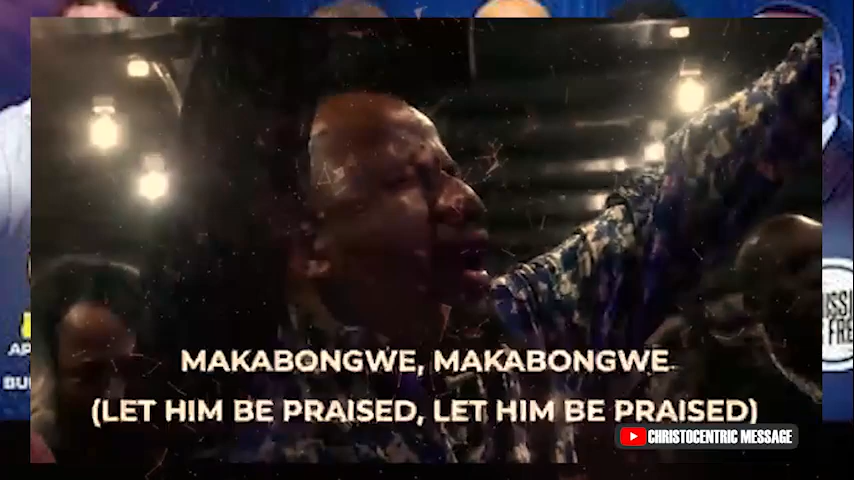 MAKABONGWE, MAKABONGWE
(LET HIM BE PRAISED, LET HIM BE PRAISED)
CHRISTOCENTRIC MESSAGE